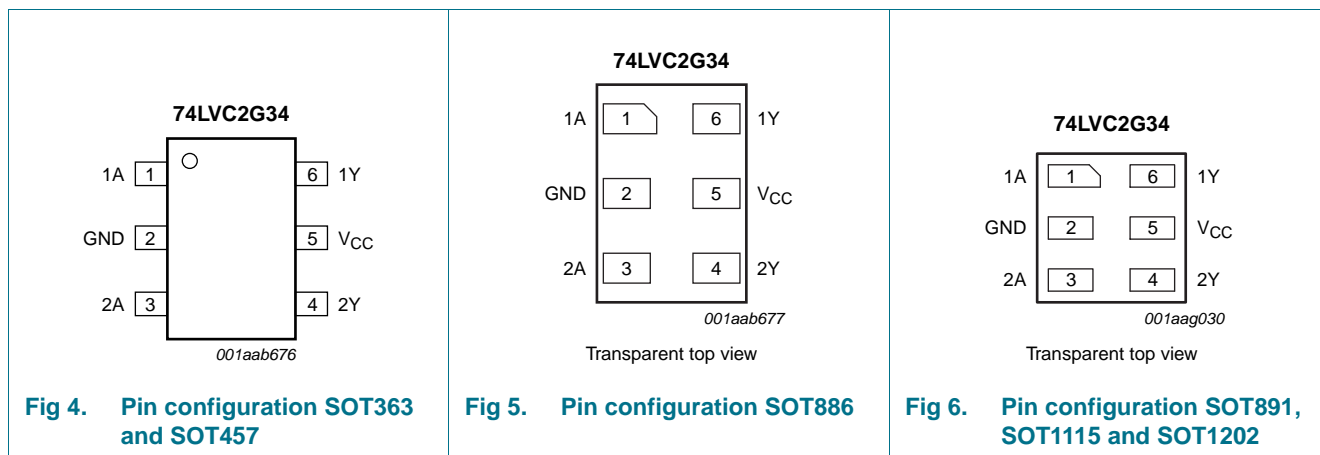 74LVC2G34
1A 1 6 1Y
GND 2 5 VCC
2A 3 4 2Y
001aab676
Fig 4. Pin configuration SOT363
and SOT457
74LVC2G34
1A 1 6 1Y
GND 2 5 VCC
2A 3 4 2Y
001aab677
Transparent top view
Fig 5. Pin configuration SOT886
74LVC2G34
1A 1 6 1Y
GND 2 5 VCC
2A 3 4 2Y
001aag030
Transparent top view
Fig 6. Pin configuration SOT891,
SOT1115 and SOT1202